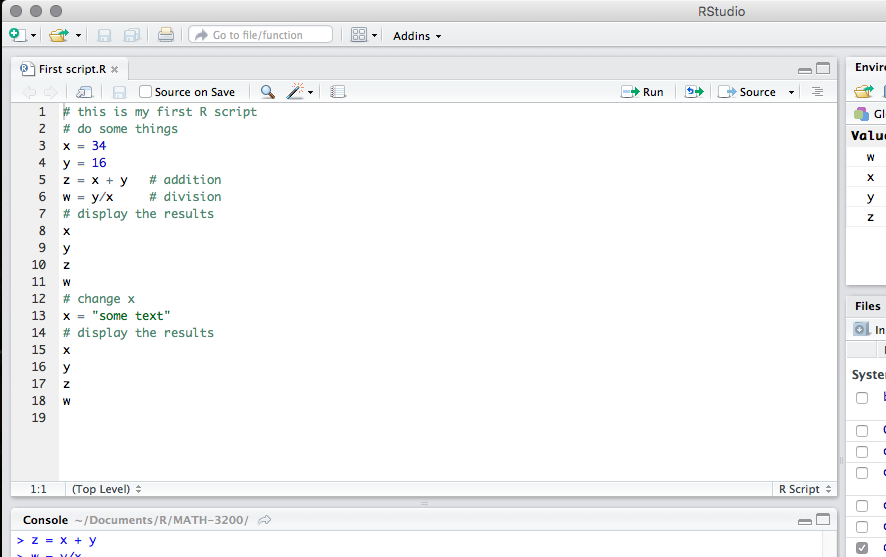 RStudio
Go to file/function
Addins
First script.R
Source on Save
Run
Source
1 # this is my first R script
2 # do some things
3 x = 34
4 y = 16
5 z = x + y   # addition
6 w = y/x     # division
7 # display the results
8 x
9 y
10 z
11 w
12 # change x
13 x = "some text"
14 # display the results
15 x
16 y
17 z
18 w
19
1:1 (Top Level) R Script
Console ~/Documents/R/MATH-3200/
> z = x + y
> w = y/x
Envir
Gl
Valu
w
x
y
z
Files
In
Syste